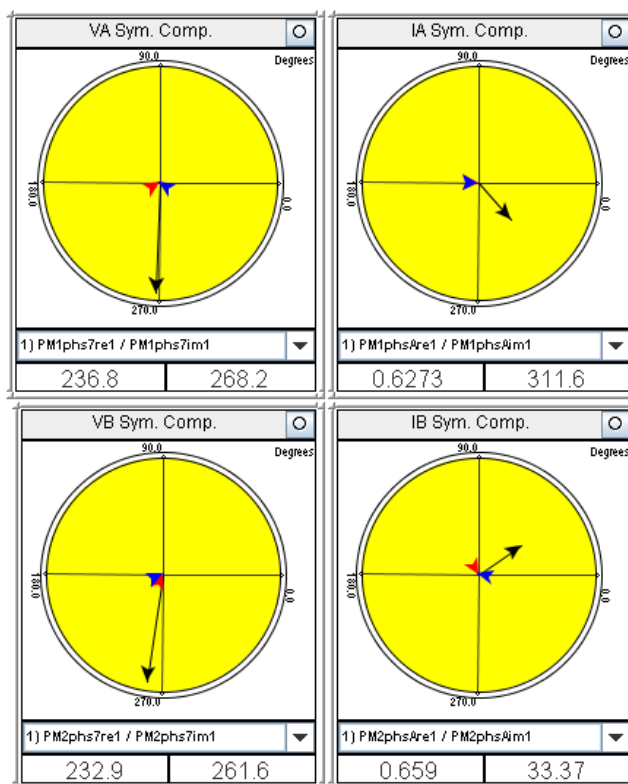 VA Sym. Comp.
O
90.0
Degrees
180.0
0.0
270.0
1) PM1phs7re1 / PM1phs7im1
236.8
268.2
IA Sym. Comp.
O
90.0
Degrees
180.0
0.0
270.0
1) PM1phsAre1 / PM1phsAim1
0.6273
311.6
VB Sym. Comp.
O
90.0
Degrees
180.0
0.0
270.0
1) PM2phs7re1 / PM2phs7im1
232.9
261.6
IB Sym. Comp.
O
90.0
Degrees
180.0
0.0
270.0
1) PM2phsAre1 / PM2phsAim1
0.659
33.37